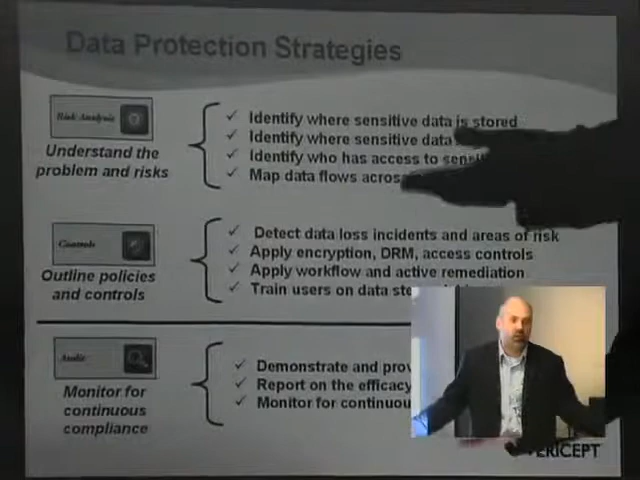 Data Protection Strategies
Risk Analysis
Understand the
problem and risks
✓ Identify where sensitive data is stored
✓ Identify where sensitive data
✓ Identify who has access to
✓ Map data flows
Controls
Outline policies
and controls
✓ Detect data loss incidents and areas of risk
✓ Apply encryption, DRM, access controls
✓ Apply workflow and active remediation
✓ Train users on data
Audit
Monitor for
continuous
compliance
✓ Demonstrate and
✓ Report on the efficacy
✓ Monitor for
VERICEPT